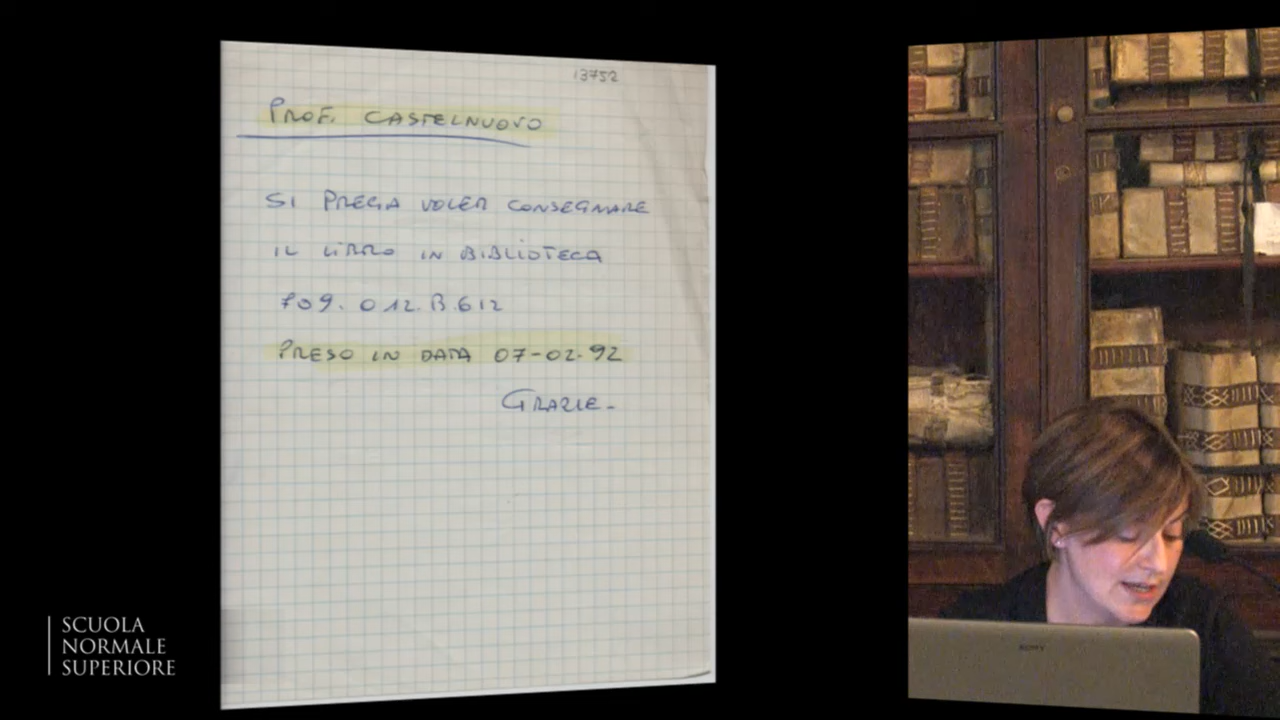 13752
PROF. CASTELNUOVO
SI PREGA VOLER CONSEGNARE
IL LIBRO IN BIBLIOTECA
709.012.B.612
PRESO IN DATA 07-02-92
GRAZIE.
SCUOLA
NORMALE
SUPERIORE
SONY